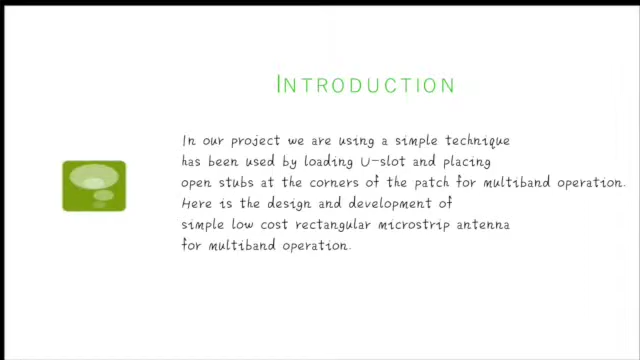 INTRODUCTION
In our project we are using a simple technique
has been used by loading U-slot and placing
open stubs at the corners of the patch for multiband operation.
Here is the design and development of
simple low cost rectangular microstrip antenna
for multiband operation.